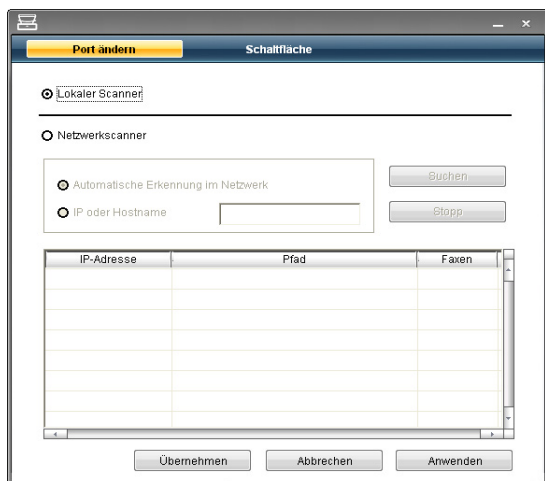 Port ändern Schaltfläche
Lokaler Scanner
Netzwerkscanner
Automatische Erkennung im Netzwerk
Suchen
IP oder Hostname
Stopp
IP-Adresse Pfad Faxen
Übernehmen Abbrechen Anwenden